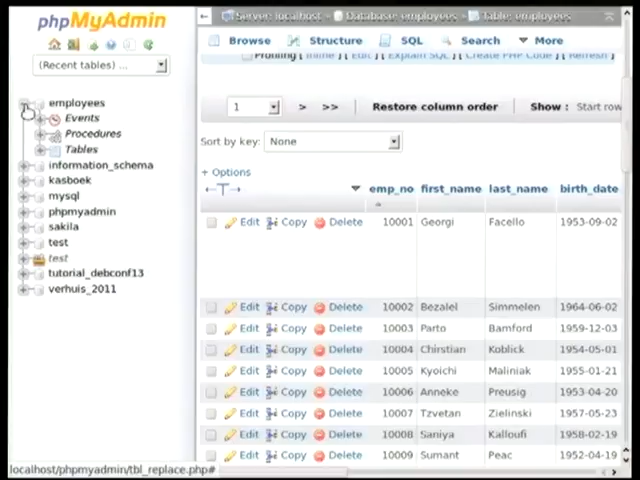 phpMyAdmin
(Recent tables) ...
employees
Events
Procedures
Tables
information_schema
kasboek
mysql
phpmyadmin
sakila
test
test
tutorial_debconf13
verhuis_2011
localhost/phpmyadmin/tbl_replace.php#
Server: localhost » Database: employees » Table: employees
Browse Structure SQL Search More
Profiling [ Inline ] [ Edit ] [ Explain SQL ] [ Create PHP Code ] [ Refresh ]
1 > >> Restore column order Show : Start row
Sort by key: None
+ Options
←T→ emp_no first_name last_name birth_date
Edit Copy Delete 10001 Georgi Facello 1953-09-02
Edit Copy Delete 10002 Bezalel Simmelen 1964-06-02
Edit Copy Delete 10003 Parto Bamford 1959-12-03
Edit Copy Delete 10004 Chirstian Koblick 1954-05-01
Edit Copy Delete 10005 Kyoichi Maliniak 1955-01-21
Edit Copy Delete 10006 Anneke Preusig 1953-04-20
Edit Copy Delete 10007 Tzvetan Zielinski 1957-05-23
Edit Copy Delete 10008 Saniya Kalloufi 1958-02-19
Edit Copy Delete 10009 Sumant Peac 1952-04-19